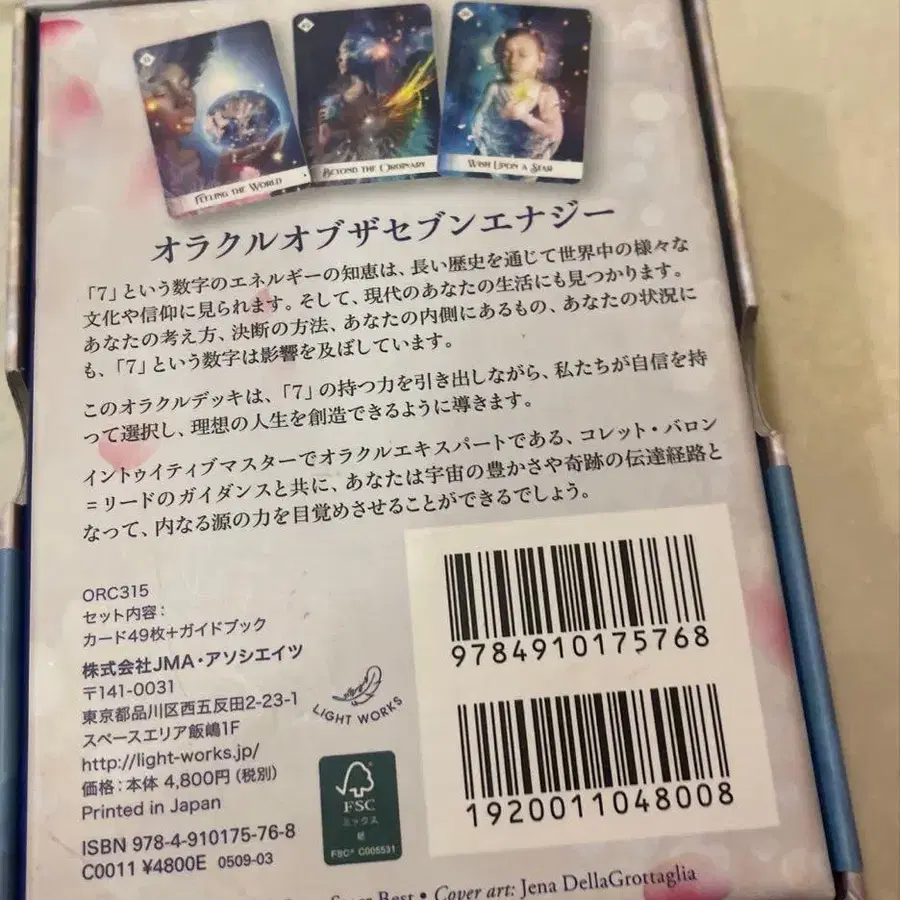 FEELING THE WORLD
BEYOND THE ORDINARY
WISH UPON A STAR
オラクルオブザセブンエナジー
「7」という数字のエネルギーの知恵は、長い歴史を通じて世界中の様々な
文化や信仰に見られます。そして、現代のあなたの生活にも見つかります。
あなたの考え方、決断の方法、あなたの内側にあるもの、あなたの状況に
も、「7」という数字は影響を及ぼしています。
このオラクルデッキは、「7」の持つ力を引き出しながら、私たちが自信を持
って選択し、理想の人生を創造できるように導きます。
イントゥイティブマスターでオラクルエキスパートである、コレット・バロン
＝リードのガイダンスと共に、あなたは宇宙の豊かさや奇跡の伝達経路と
なって、内なる源の力を目覚めさせることができるでしょう。
ORC315
セット内容：
カード49枚＋ガイドブック
株式会社JMA・アソシエイツ
〒141-0031
東京都品川区西五反田2-23-1
スペースエリア飯嶋1F
http://light-works.jp/
価格：本体 4,800円（税別）
Printed in Japan
ISBN 978-4-910175-76-8
C0011 ¥4800E 0509-03
LIGHT WORKS
FSC
ミックス
紙
FSC® C005531
9784910175768
1920011048008
Best • Cover art: Jena DellaGrottaglia